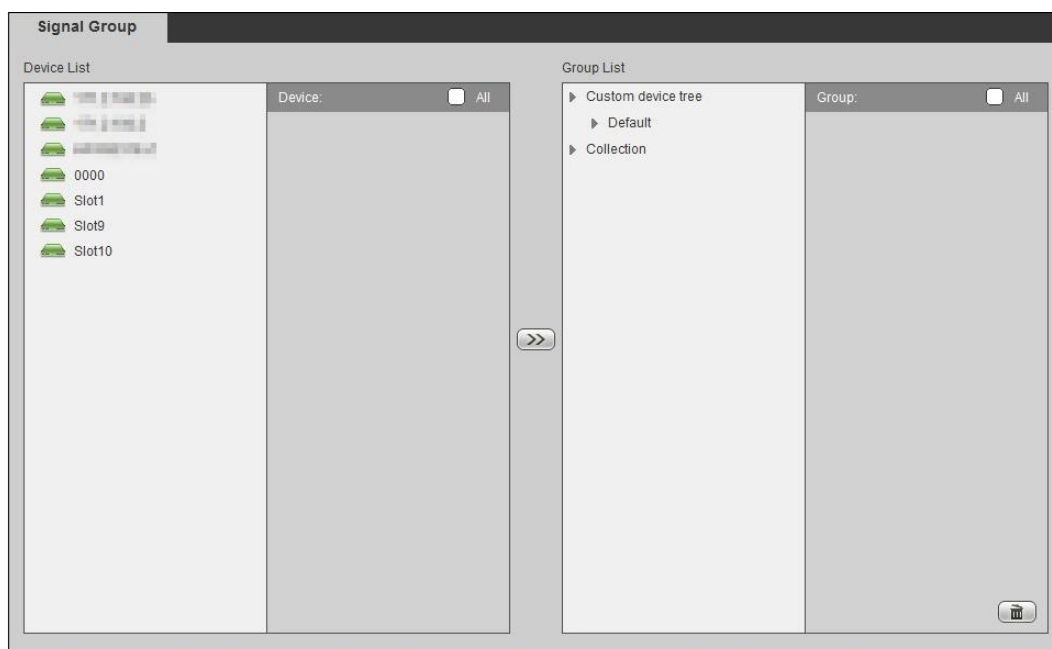 Signal Group
Device List
Group List
Device:
All
0000
Slot1
Slot9
Slot10
Custom device tree
Default
Collection
Group:
All
>>